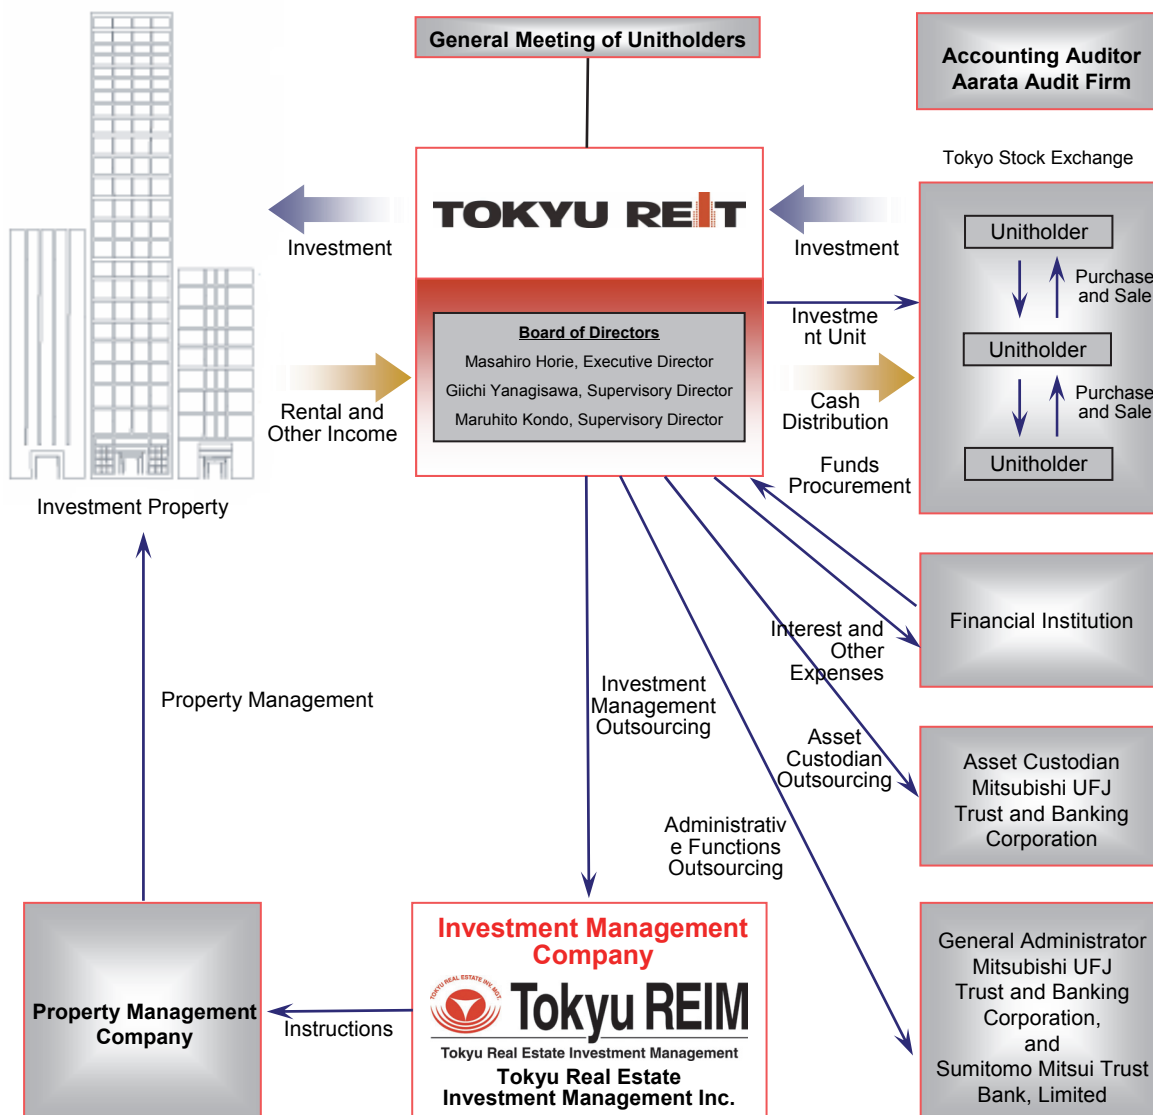 General Meeting of Unitholders
Accounting Auditor
Aarata Audit Firm
Tokyo Stock Exchange
TOKYU REIT
Investment
Investment
Unitholder
Purchase
and Sale
Unitholder
Purchase
and Sale
Unitholder
Investme
nt Unit
Board of Directors
Masahiro Horie, Executive Director
Giichi Yanagisawa, Supervisory Director
Maruhito Kondo, Supervisory Director
Rental and
Other Income
Cash
Distribution
Funds
Procurement
Investment Property
Financial Institution
Interest and
Other
Expenses
Property Management
Investment
Management
Outsourcing
Asset
Custodian
Outsourcing
Asset Custodian
Mitsubishi UFJ
Trust and Banking
Corporation
Administrativ
e Functions
Outsourcing
Property Management
Company
Instructions
Investment Management
Company
TOKYU REAL ESTATE INV. MGT.
Tokyu REIM
Tokyu Real Estate Investment Management
Tokyu Real Estate
Investment Management Inc.
General Administrator
Mitsubishi UFJ
Trust and Banking
Corporation,
and
Sumitomo Mitsui Trust
Bank, Limited